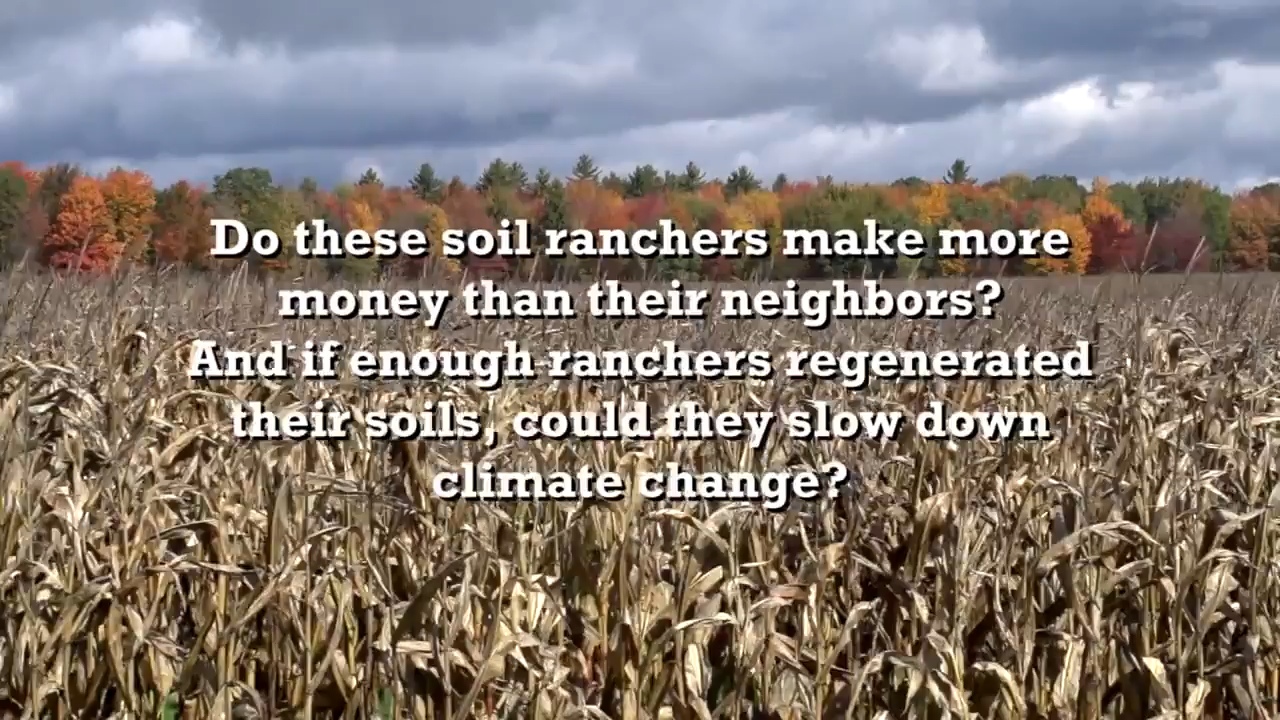 Do these soil ranchers make more
money than their neighbors?
And if enough ranchers regenerated
their soils, could they slow down
climate change?